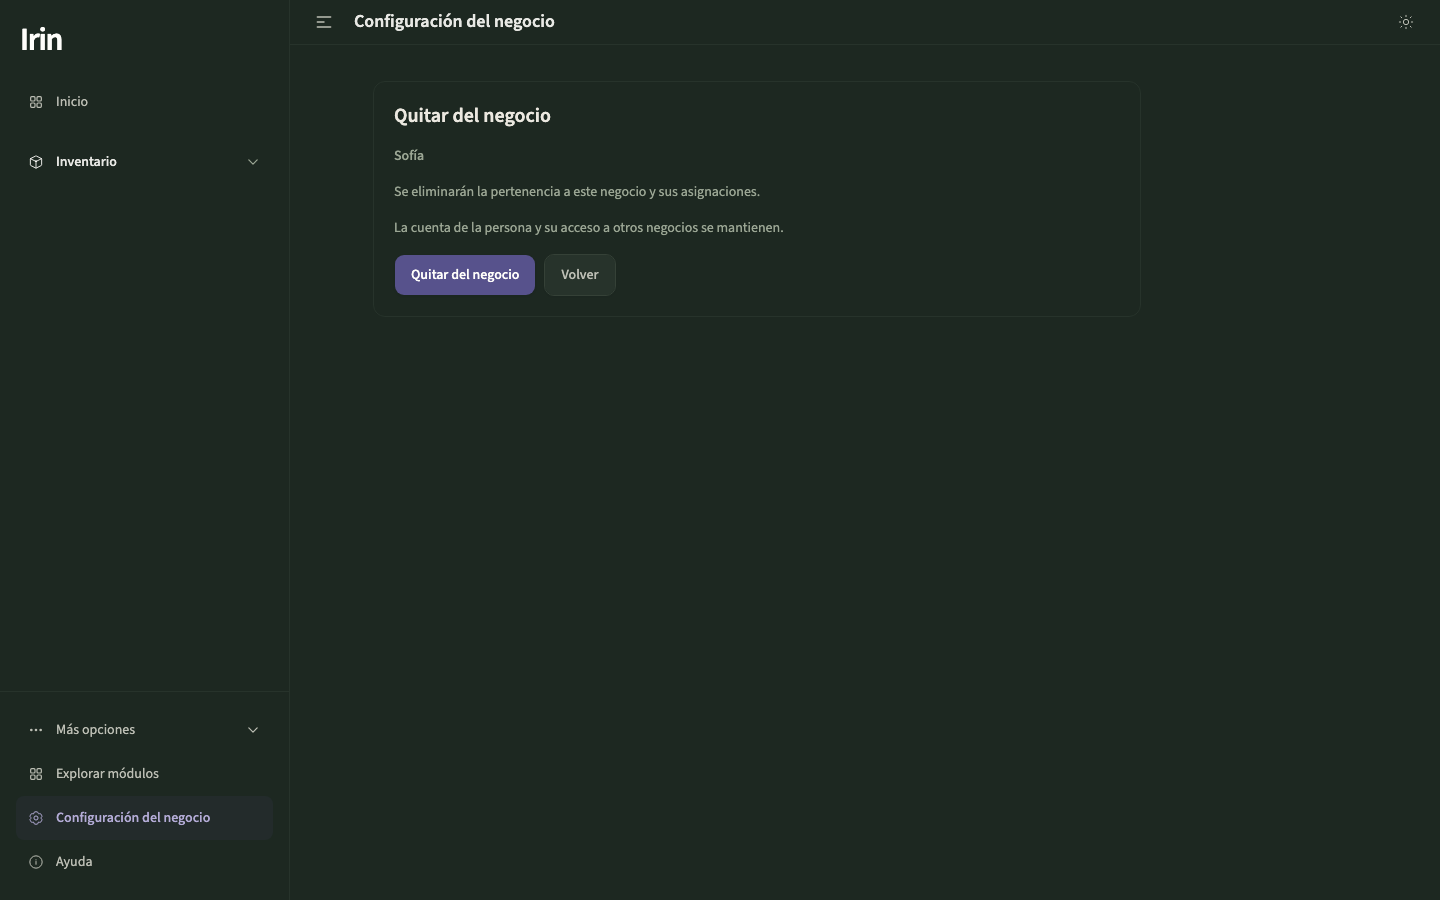 Irin
Inicio
Inventario
Más opciones
Explorar módulos
Configuración del negocio
Ayuda
Configuración del negocio
Quitar del negocio
Sofía
Se eliminarán la pertenencia a este negocio y sus asignaciones.
La cuenta de la persona y su acceso a otros negocios se mantienen.
Quitar del negocio
Volver